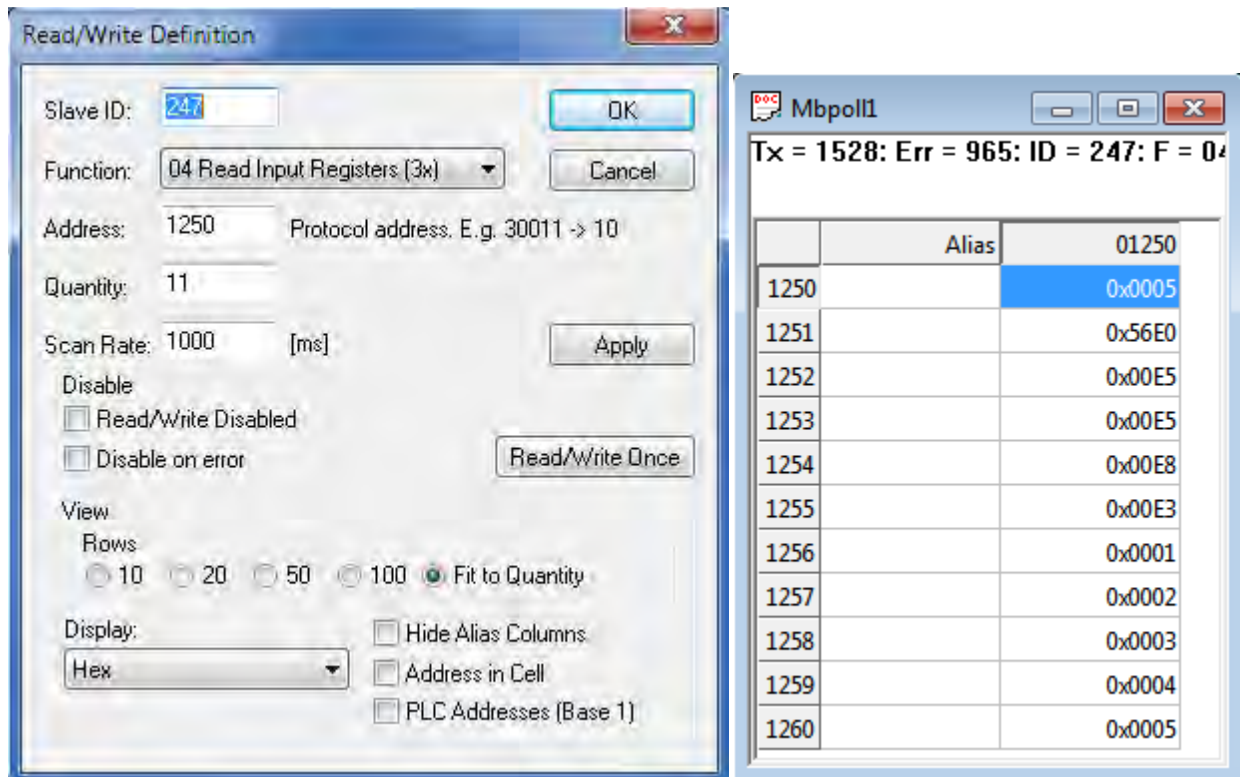 Read/Write Definition
Slave ID: 247 OK
Function: 04 Read Input Registers (3x) Cancel
Address: 1250 Protocol address. E.g. 30011 -> 10
Quantity: 11
Scan Rate: 1000 [ms] Apply
Disable
Read/Write Disabled
Disable on error Read/Write Once
View
Rows
10 20 50 100 Fit to Quantity
Display: Hide Alias Columns
Hex Address in Cell
PLC Addresses (Base 1)
DOC Mbpoll1
Tx = 1528: Err = 965: ID = 247: F = 04
Alias 01250
1250 0x0005
1251 0x56E0
1252 0x00E5
1253 0x00E5
1254 0x00E8
1255 0x00E3
1256 0x0001
1257 0x0002
1258 0x0003
1259 0x0004
1260 0x0005